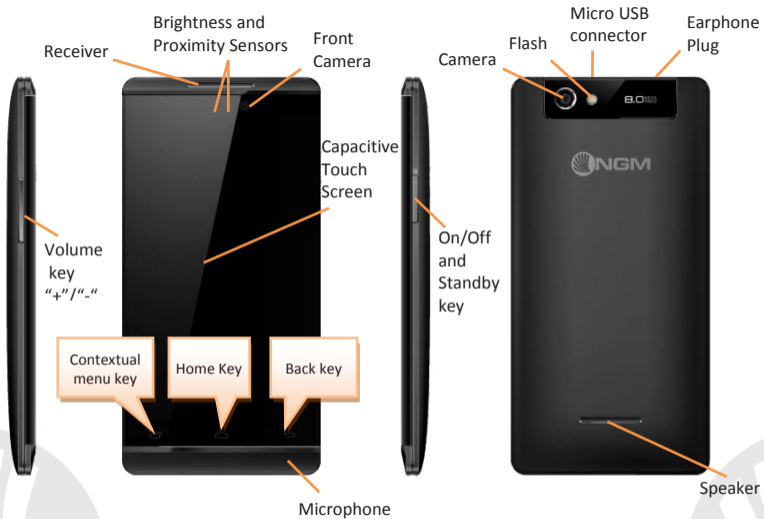 Brightness and
Proximity Sensors
Receiver
Front
Camera
Capacitive
Touch
Screen
Volume
key
“+”/“-“
Contextual
menu key
Home Key
Back key
Microphone
On/Off
and
Standby
key
Camera
Flash
Micro USB
connector
Earphone
Plug
8.0 MEGA
NGM
Speaker